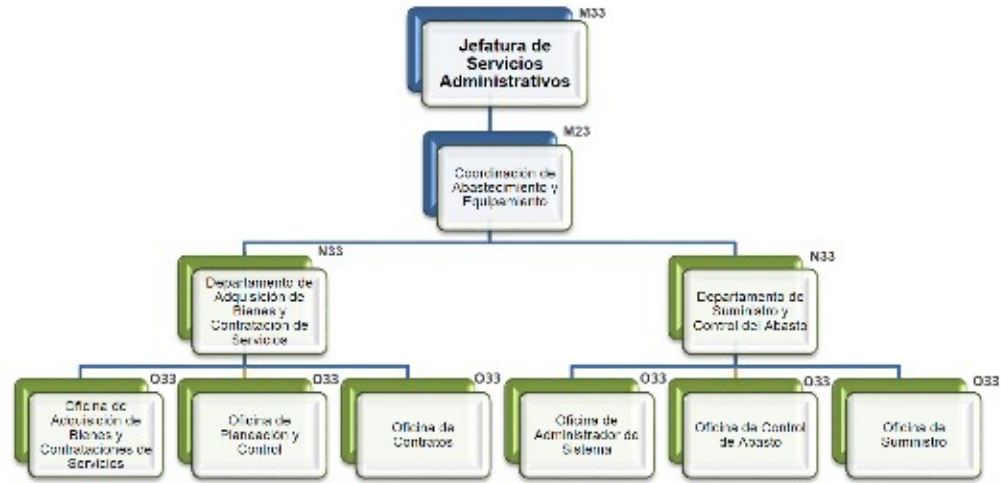 M33
Jefatura de
Servicios
Administrativos
M23
Coordinación de
Abastecimiento y
Equipamiento
N33
Departamento de
Adquisición de
Bienes y
Contratación de
Servicios
N33
Departamento de
Suministro y
Control del Abasto
O33
Oficina de
Adquisición de
Bienes y
Contrataciones de
Servicios
O33
Oficina de
Planeación y
Control
O33
Oficina de
Contratos
O33
Oficina de
Administrador de
Sistema
O33
Oficina de Control
de Abasto
O33
Oficina de
Suministro